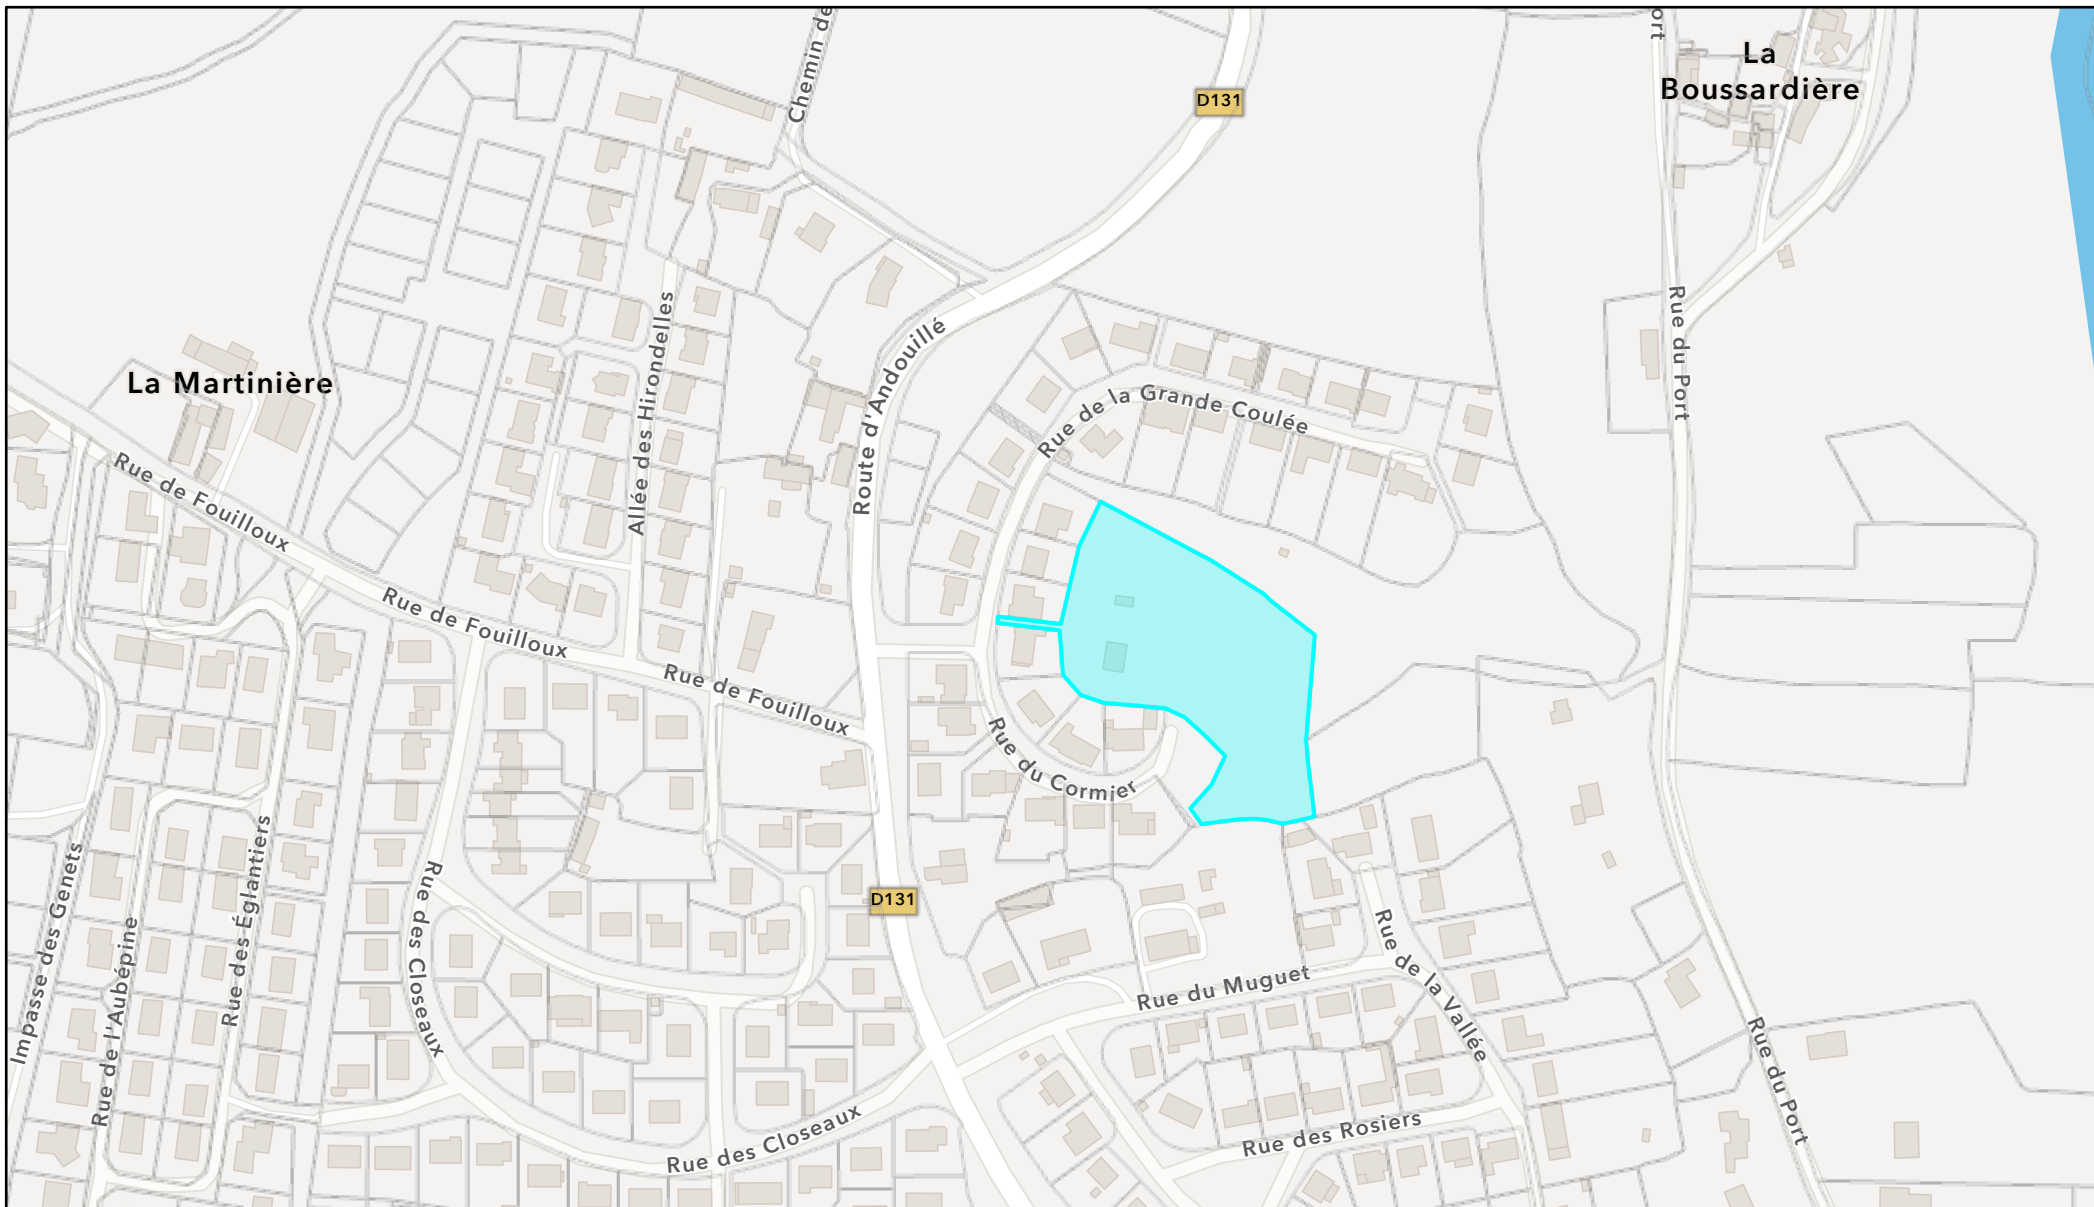 Chemin de
ort
La
Boussardière
D131
Rue du Port
Route d'Andouillé
Allée des Hirondelles
La Martinière
Rue de la Grande Coulée
Rue de Fouilloux
Rue de Fouilloux
Rue de Fouilloux
Rue du Cormier
D131
Rue des Closeaux
Rue des Églantiers
Rue de l'Aubépine
Impasse des Genets
Rue du Muguet
Rue de la Vallée
Rue du Port
Rue des Closeaux
Rue des Rosiers